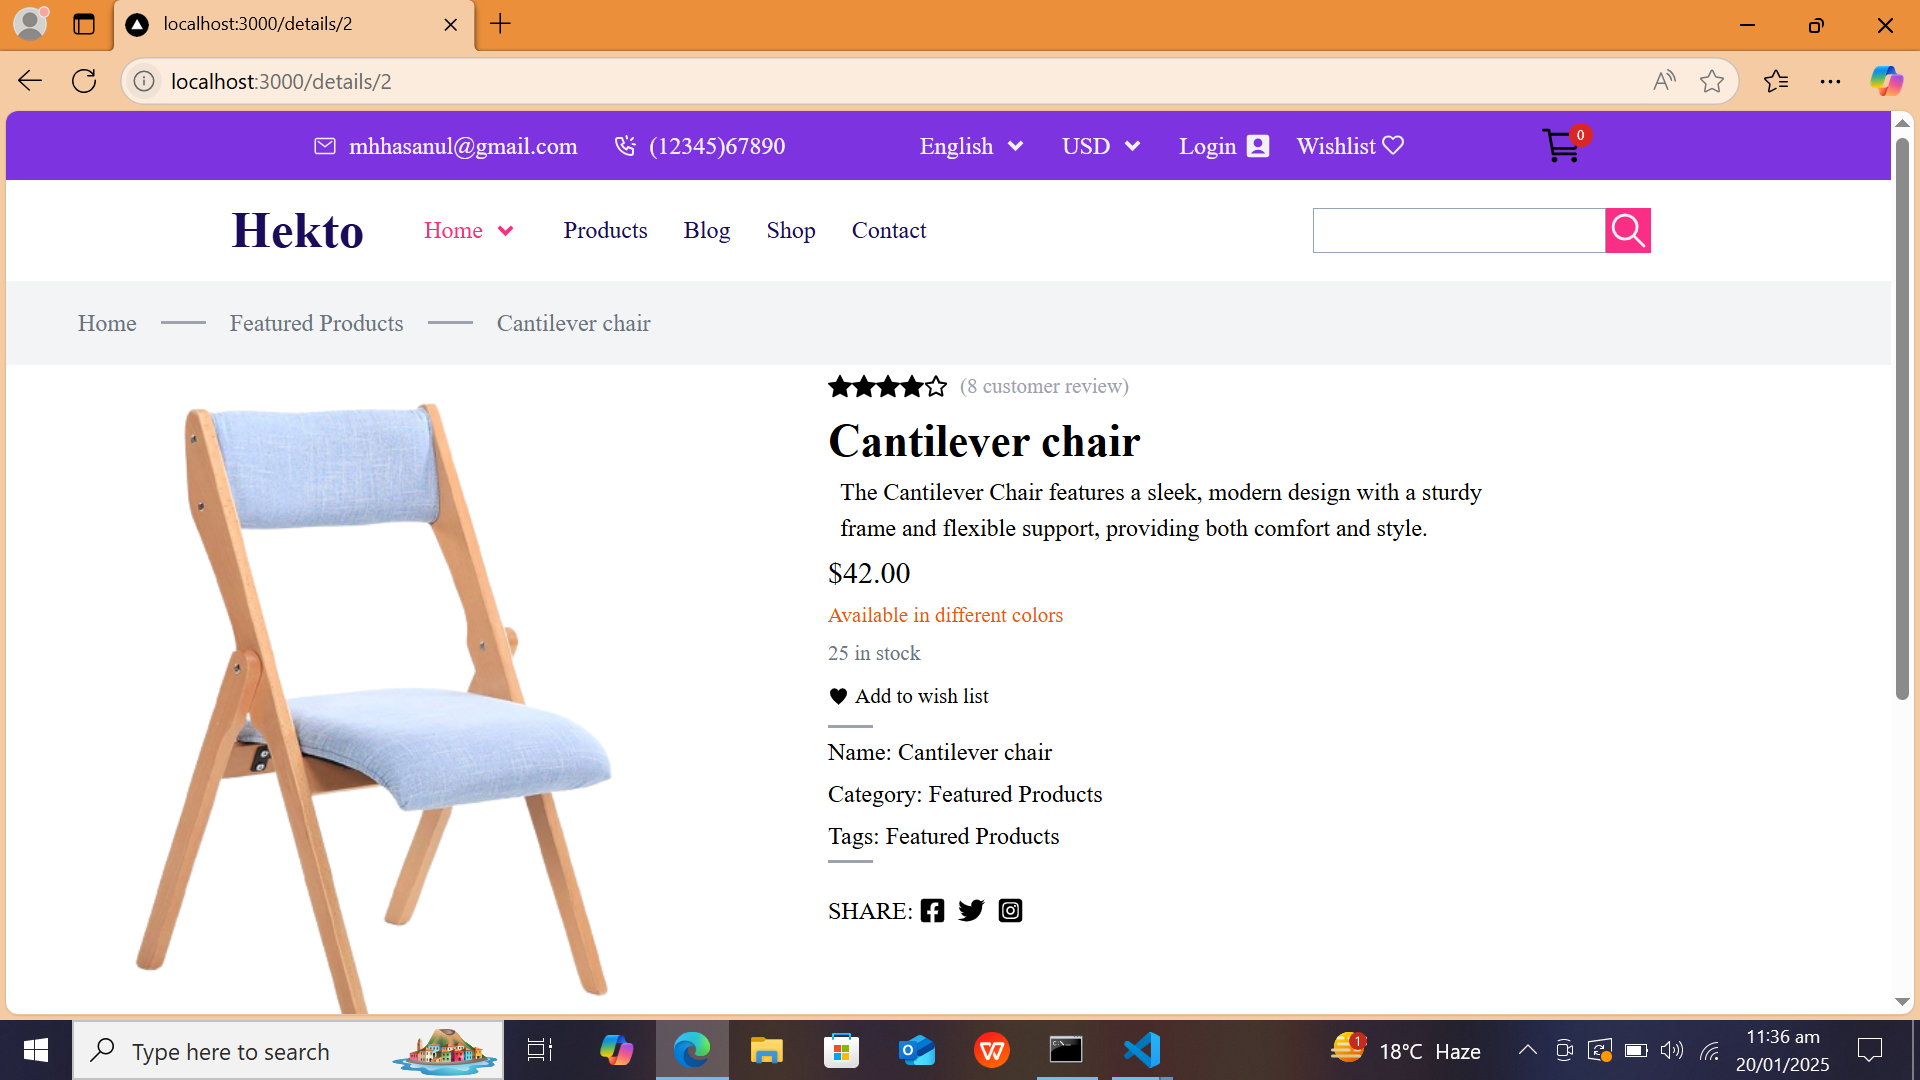 localhost:3000/details/2
localhost:3000/details/2
mhhasanul@gmail.com (12345)67890 English USD Login Wishlist 0
Hekto Home Products Blog Shop Contact
Home Featured Products Cantilever chair
(8 customer review)
Cantilever chair
The Cantilever Chair features a sleek, modern design with a sturdy
frame and flexible support, providing both comfort and style.
$42.00
Available in different colors
25 in stock
Add to wish list
Name: Cantilever chair
Category: Featured Products
Tags: Featured Products
SHARE:
Type here to search 1 18°C Haze 11:36 am
20/01/2025